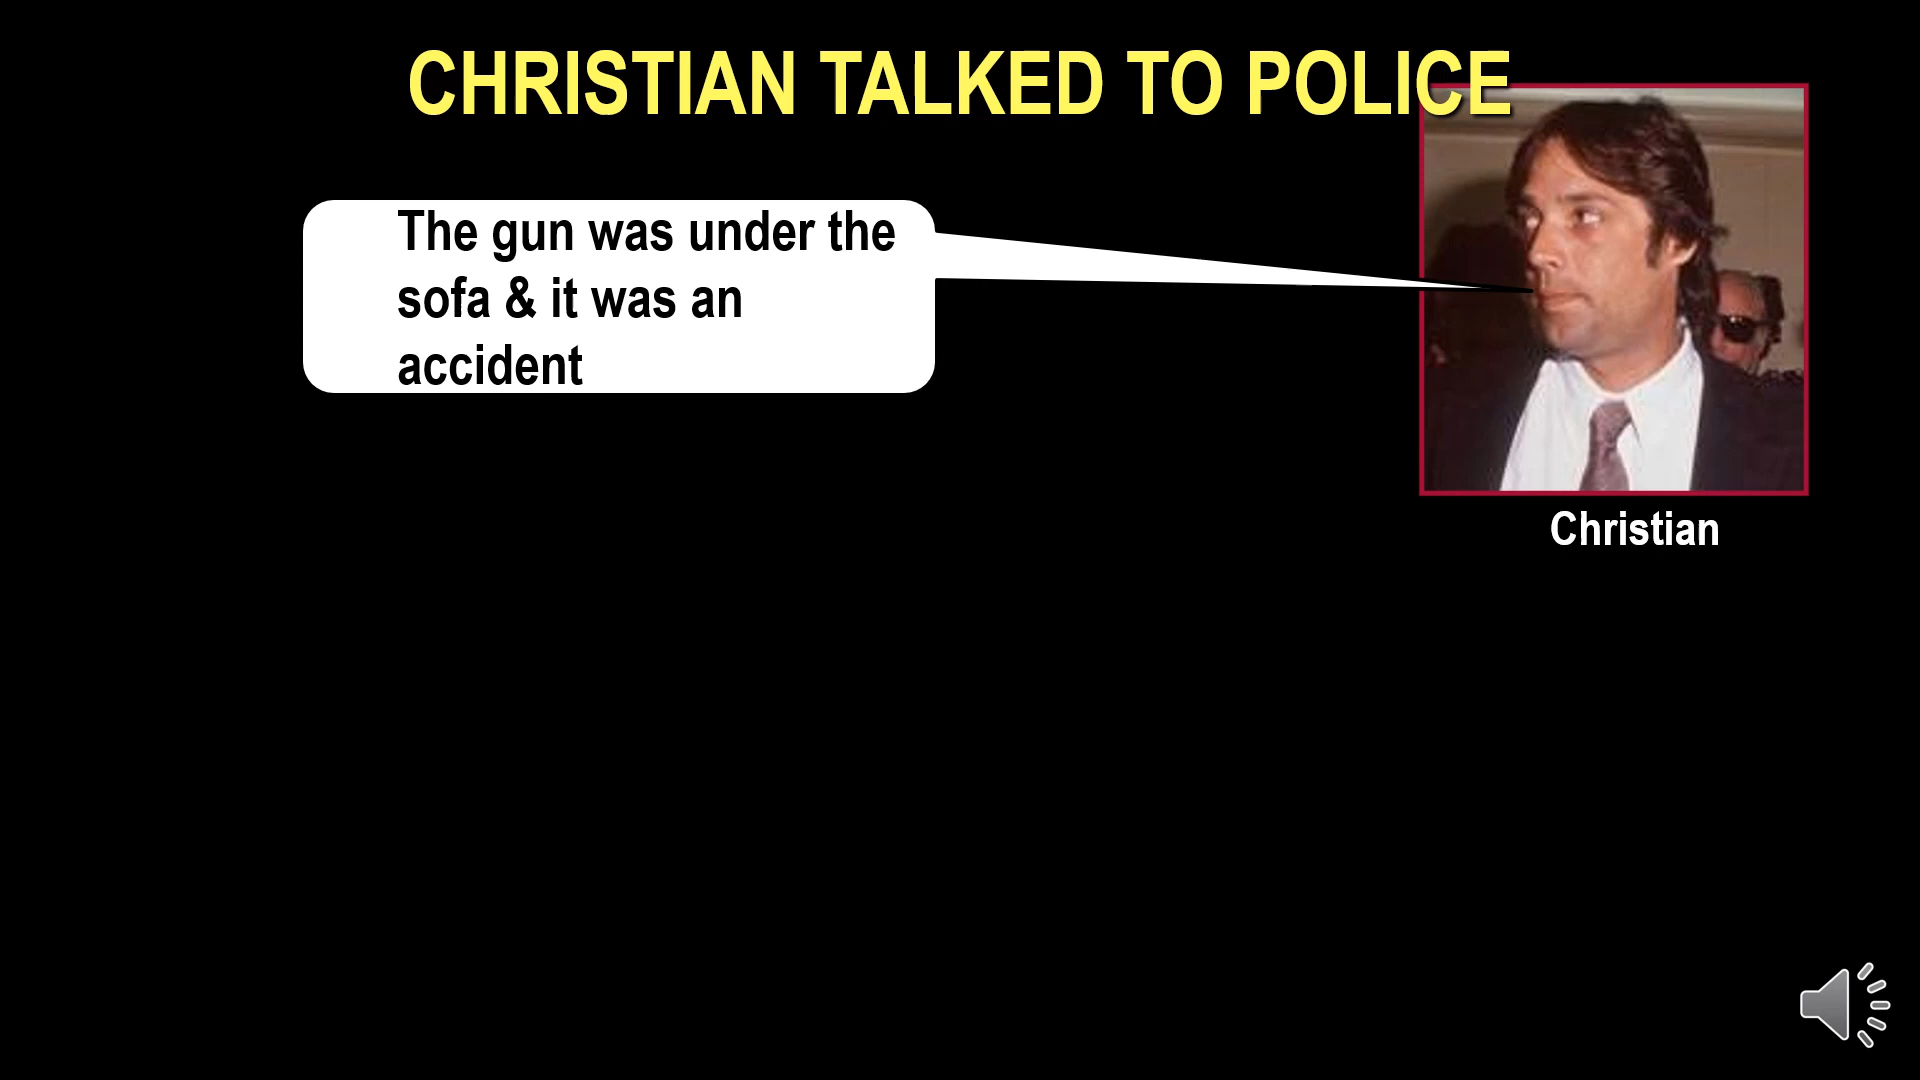 CHRISTIAN TALKED TO POLICE
The gun was under the
sofa & it was an
accident
Christian